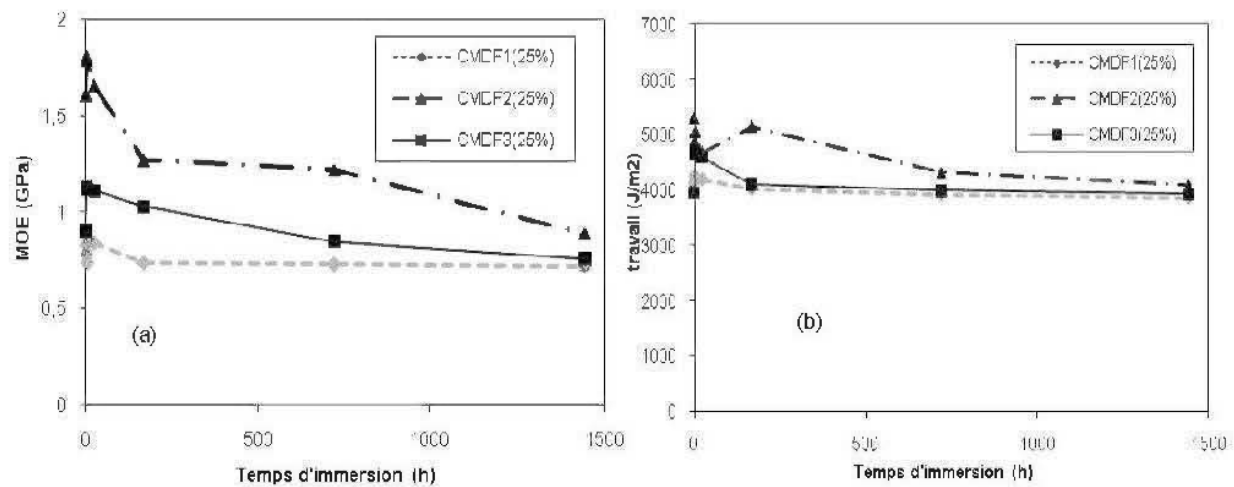 2
1,5
1
0,5
0
MOE (GPa)
CMDF1(25%)
CMDF2(25%)
CMDF3(25%)
(a)
0
500
1000
1500
Temps d'immersion (h)
7000
6000
5000
4000
3000
2000
1000
0
travail (J/m2)
CMDF1(25%)
CMDF2(25%)
CMDF3(25%)
(b)
0
500
1000
1500
Temps d'immersion (h)